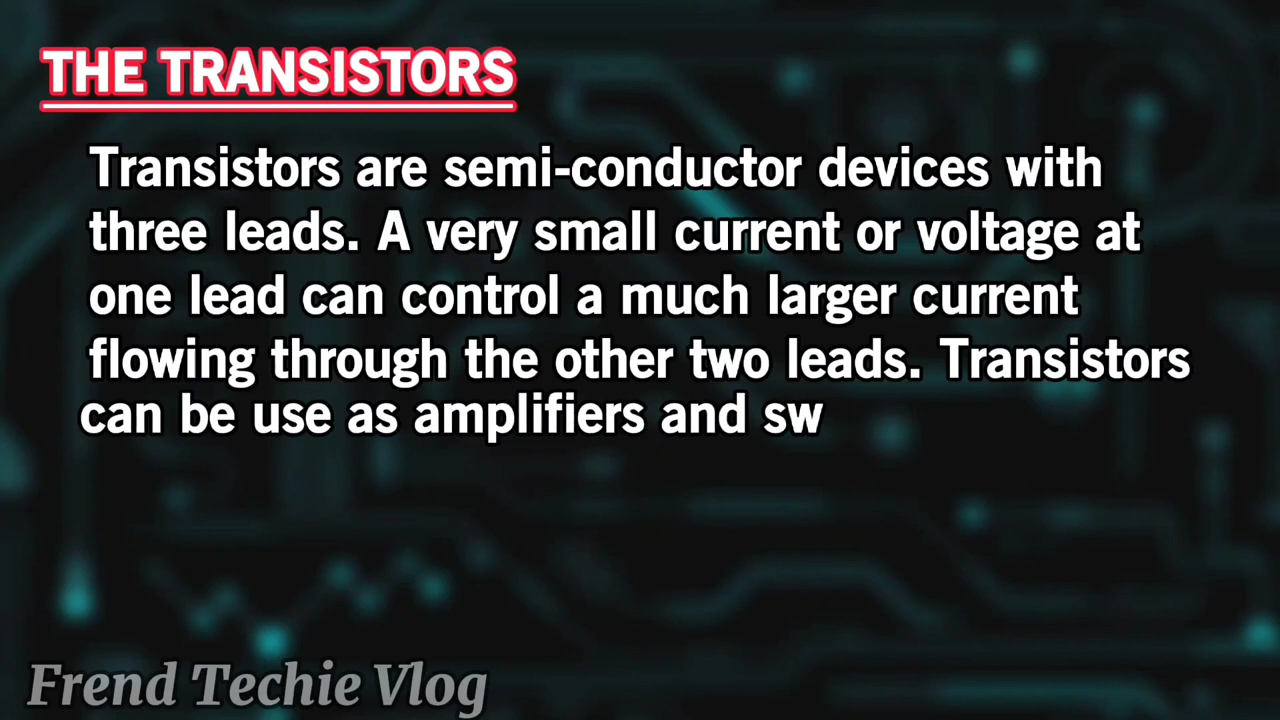 THE TRANSISTORS
Transistors are semi-conductor devices with
three leads. A very small current or voltage at
one lead can control a much larger current
flowing through the other two leads. Transistors
can be use as amplifiers and sw
Frend Techie Vlog